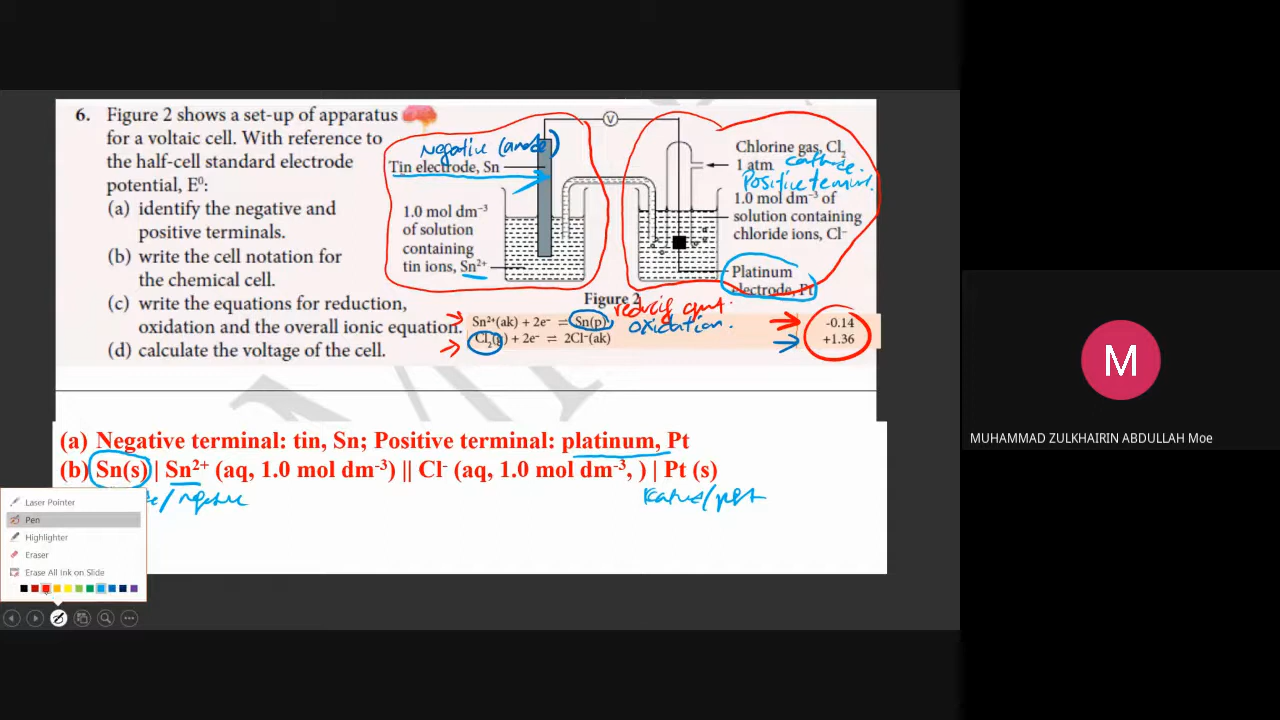 6. Figure 2 shows a set-up of apparatus
for a voltaic cell. With reference to
the half-cell standard electrode
potential, E⁰:
(a) identify the negative and
positive terminals.
(b) write the cell notation for
the chemical cell.
(c) write the equations for reduction,
oxidation and the overall ionic equation.
(d) calculate the voltage of the cell.
V
Negative (anode)
Tin electrode, Sn
1.0 mol dm⁻³
of solution
containing
tin ions, Sn²⁺
Chlorine gas, Cl₂
1 atm
cathode.
Positive
1.0 mol dm⁻³ of
solution containing
chloride ions, Cl⁻
Platinum
electrode, Pt
Figure 2
oxidation.
Sn²⁺(ak) + 2e⁻ ⇌ Sn(p) -0.14
Cl₂(g) + 2e⁻ ⇌ 2Cl⁻(ak) +1.36
(a) Negative terminal: tin, Sn; Positive terminal: platinum, Pt
(b) Sn(s) | Sn²⁺ (aq, 1.0 mol dm⁻³) || Cl⁻ (aq, 1.0 mol dm⁻³, ) | Pt (s)
Laser Pointer
Pen
Highlighter
Eraser
Erase All Ink on Slide
M
MUHAMMAD ZULKHAIRIN ABDULLAH Moe